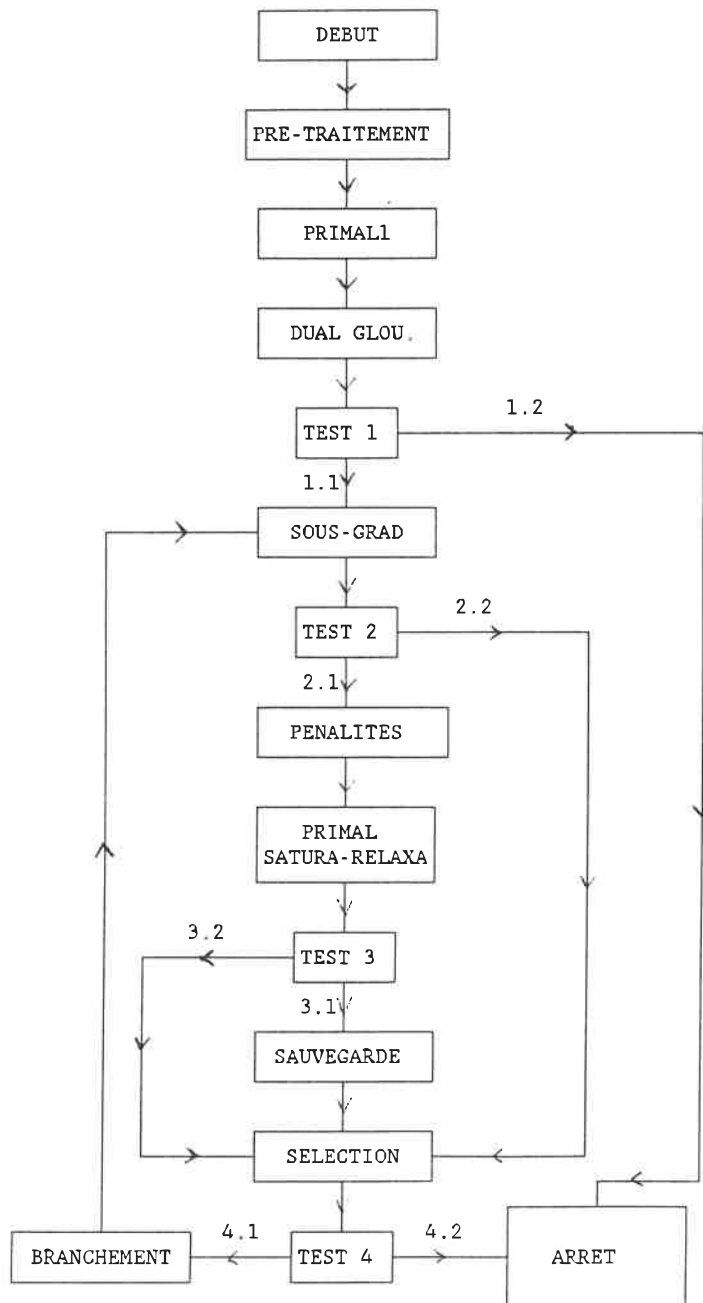 DEBUT
PRE-TRAITEMENT
PRIMAL1
DUAL GLOU.
1.2
TEST 1
1.1
SOUS-GRAD
2.2
TEST 2
2.1
PENALITES
PRIMAL
SATURA-RELAXA
3.2
TEST 3
3.1
SAUVEGARDE
SELECTION
4.1
4.2
BRANCHEMENT
TEST 4
ARRET